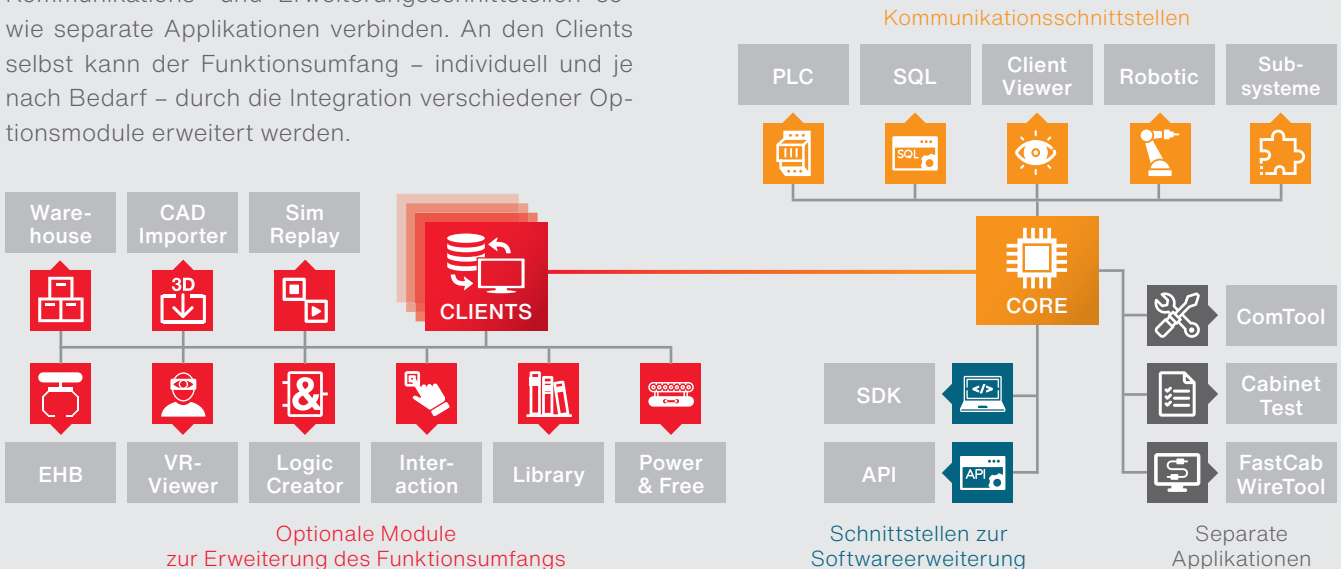 wie separate Applikationen verbinden. An den Clients
selbst kann der Funktionsumfang – individuell und je
nach Bedarf – durch die Integration verschiedener Op-
tionsmodule erweitert werden.
Kommunikationsschnittstellen
PLC
SQL
Client
Viewer
Robotic
Sub-
systeme
SQL
Ware-
house
CAD
Importer
Sim
Replay
3D
CLIENTS
CORE
ComTool
Cabinet
Test
FastCab
WireTool
Separate
Applikationen
SDK
</>
API
API
Schnittstellen zur
Softwareerweiterung
&
EHB
VR-
Viewer
Logic
Creator
Inter-
action
Library
Power
& Free
Optionale Module
zur Erweiterung des Funktionsumfangs